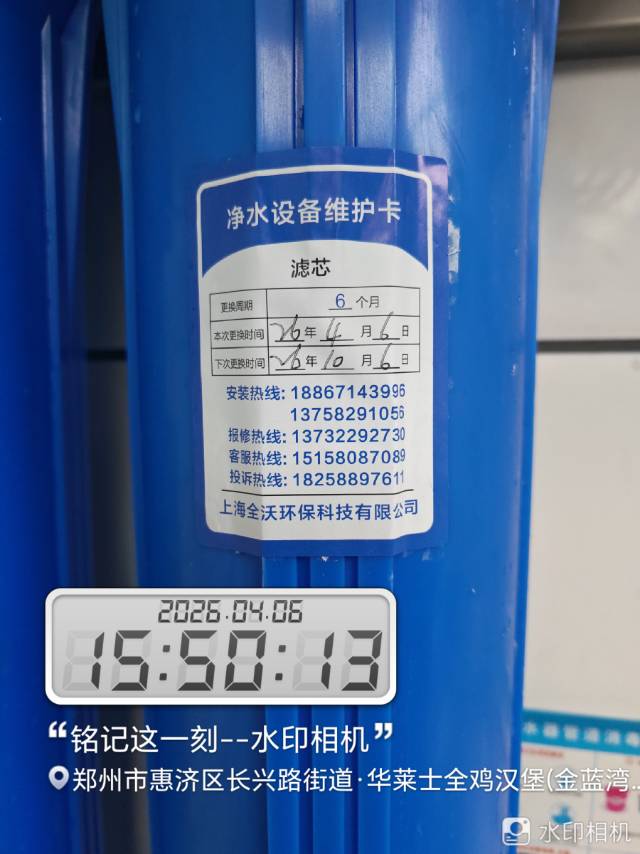 净水设备维护卡
滤芯
更换周期 6 个月
本次更换时间 26 年 4 月 6 日
下次更换时间 26 年 10 月 6 日
安装热线: 18867143996
13758291056
报修热线: 13732292730
客服热线: 15158087089
投诉热线: 18258897611
上海全沃环保科技有限公司
2026.04.06
15:50:13
“铭记这一刻--水印相机”
郑州市惠济区长兴路街道·华莱士全鸡汉堡(金蓝湾...
水印相机